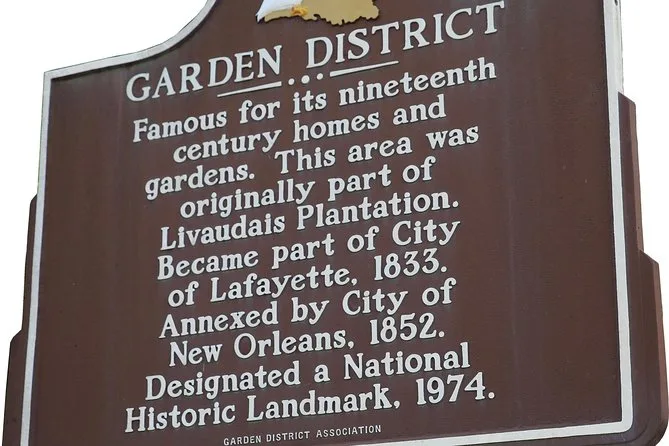 GARDEN DISTRICT
Famous for its nineteenth
century homes and
gardens. This area was
originally part of
Livaudais Plantation.
Became part of City
of Lafayette, 1833.
Annexed by City of
New Orleans, 1852.
Designated a National
Historic Landmark, 1974.
GARDEN DISTRICT ASSOCIATION